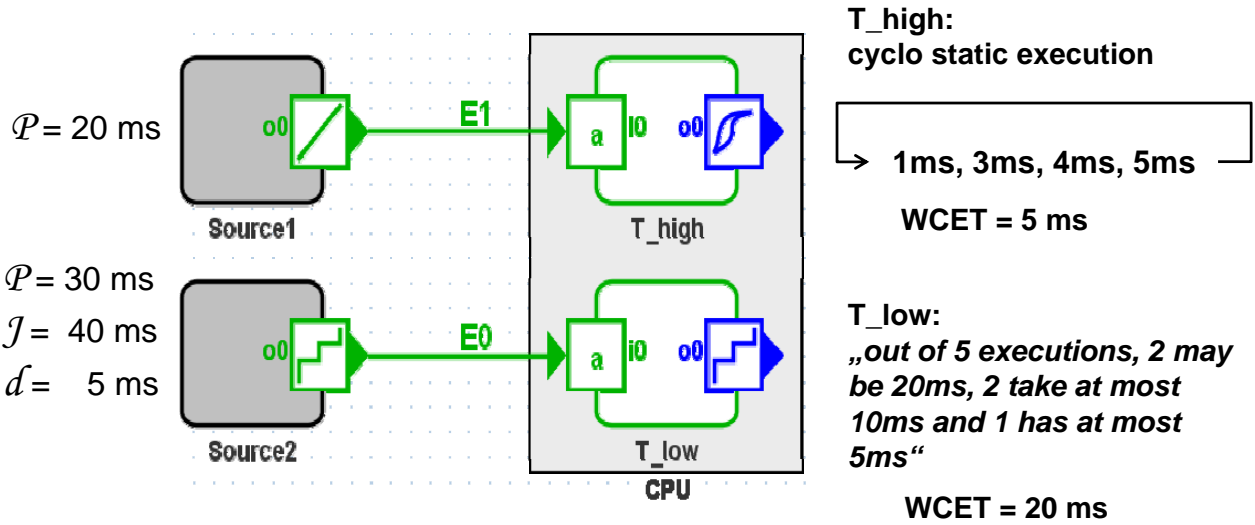 T_high:
cyclo static execution
𝒫 = 20 ms
o0
E1
a
I0
o0
1ms, 3ms, 4ms, 5ms
WCET = 5 ms
Source1
T_high
𝒫 = 30 ms
𝒥 = 40 ms
𝒹 = 5 ms
o0
E0
a
i0
o0
T_low:
„out of 5 executions, 2 may
be 20ms, 2 take at most
10ms and 1 has at most
5ms“
Source2
T_low
CPU
WCET = 20 ms